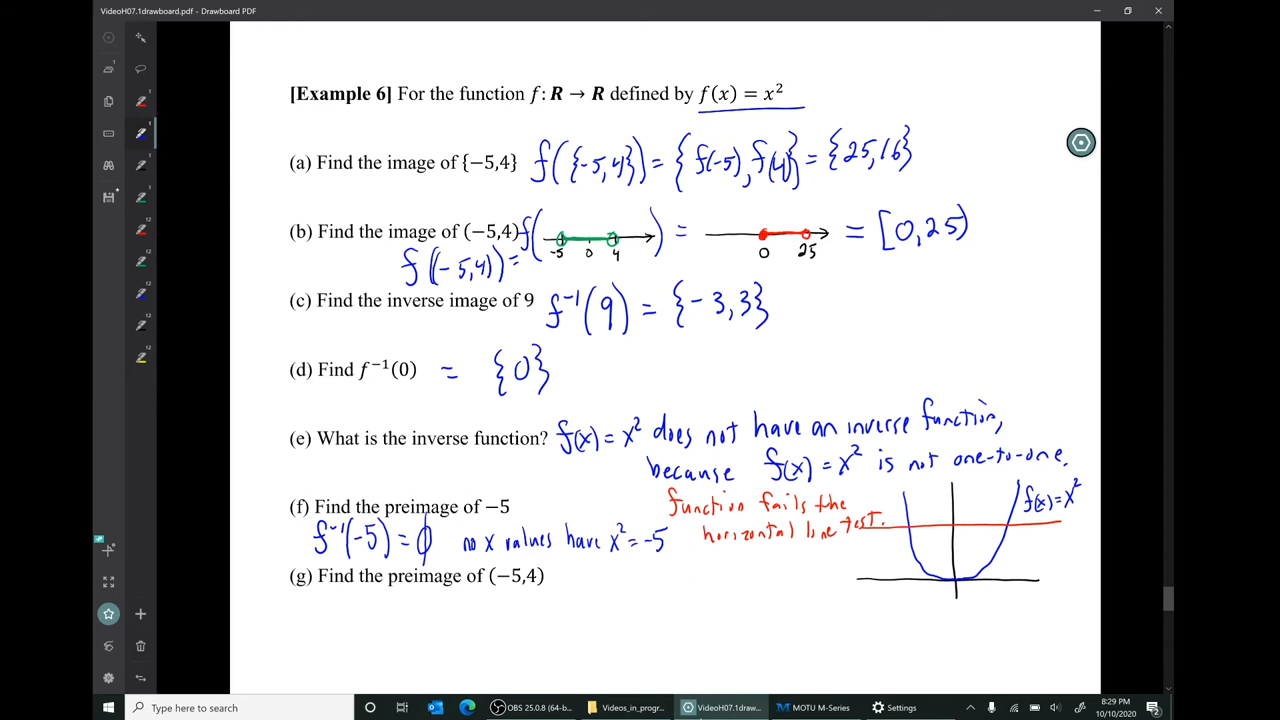 VideoH07.1drawboard.pdf - Drawboard PDF
[Example 6] For the function f: R → R defined by f(x) = x²
(a) Find the image of {−5,4} f({-5,4}) = {f(-5), f(4)} = {25,16}
(b) Find the image of (−5,4) f( -5 0 4 ) = 0 25 = [0,25)
f((-5,4)) =
(c) Find the inverse image of 9 f⁻¹(9) = {-3,3}
(d) Find f⁻¹(0) = {0}
(e) What is the inverse function? f(x) = x² does not have an inverse function,
because f(x) = x² is not one-to-one.
function fails the
horizontal line test.
f(x) = x²
(f) Find the preimage of −5
f⁻¹(-5) = ∅ no x values have x² = -5
(g) Find the preimage of (−5,4)
Type here to search
OBS 25.0.8 (64-b...
Videos_in_progr...
VideoH07.1draw...
MOTU M-Series
Settings
8:29 PM
10/10/2020